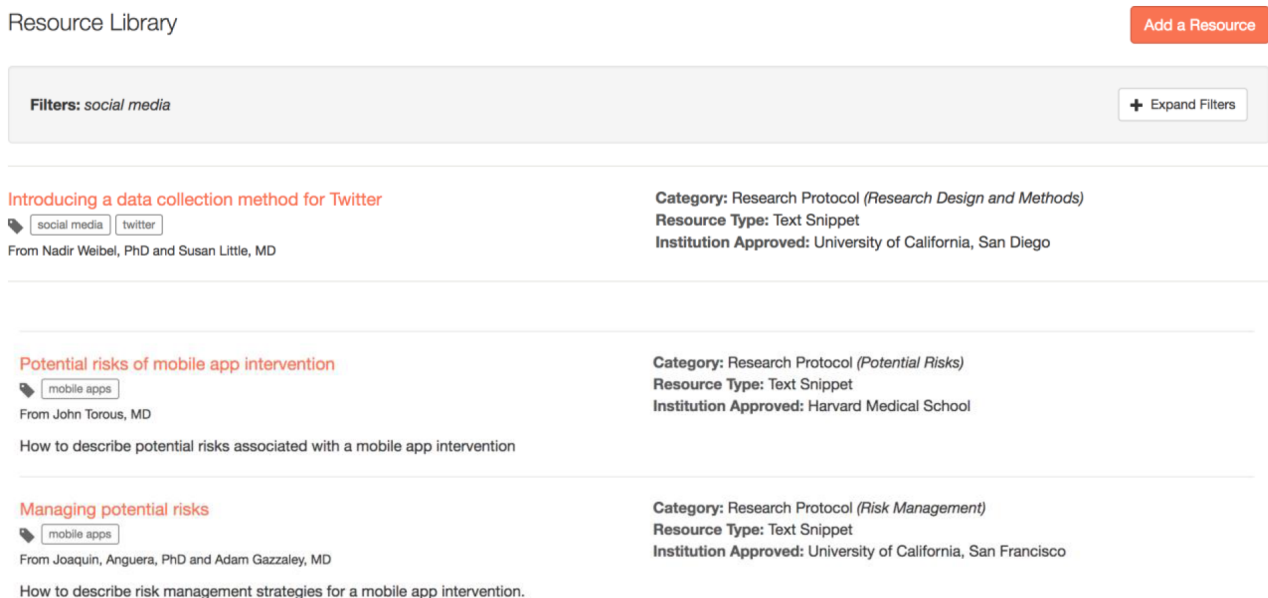 Resource Library
Add a Resource
Filters: social media
+ Expand Filters
Introducing a data collection method for Twitter
social media twitter
From Nadir Weibel, PhD and Susan Little, MD
Category: Research Protocol (Research Design and Methods)
Resource Type: Text Snippet
Institution Approved: University of California, San Diego
Potential risks of mobile app intervention
mobile apps
From John Torous, MD
How to describe potential risks associated with a mobile app intervention
Category: Research Protocol (Potential Risks)
Resource Type: Text Snippet
Institution Approved: Harvard Medical School
Managing potential risks
mobile apps
From Joaquin, Anguera, PhD and Adam Gazzaley, MD
How to describe risk management strategies for a mobile app intervention.
Category: Research Protocol (Risk Management)
Resource Type: Text Snippet
Institution Approved: University of California, San Francisco